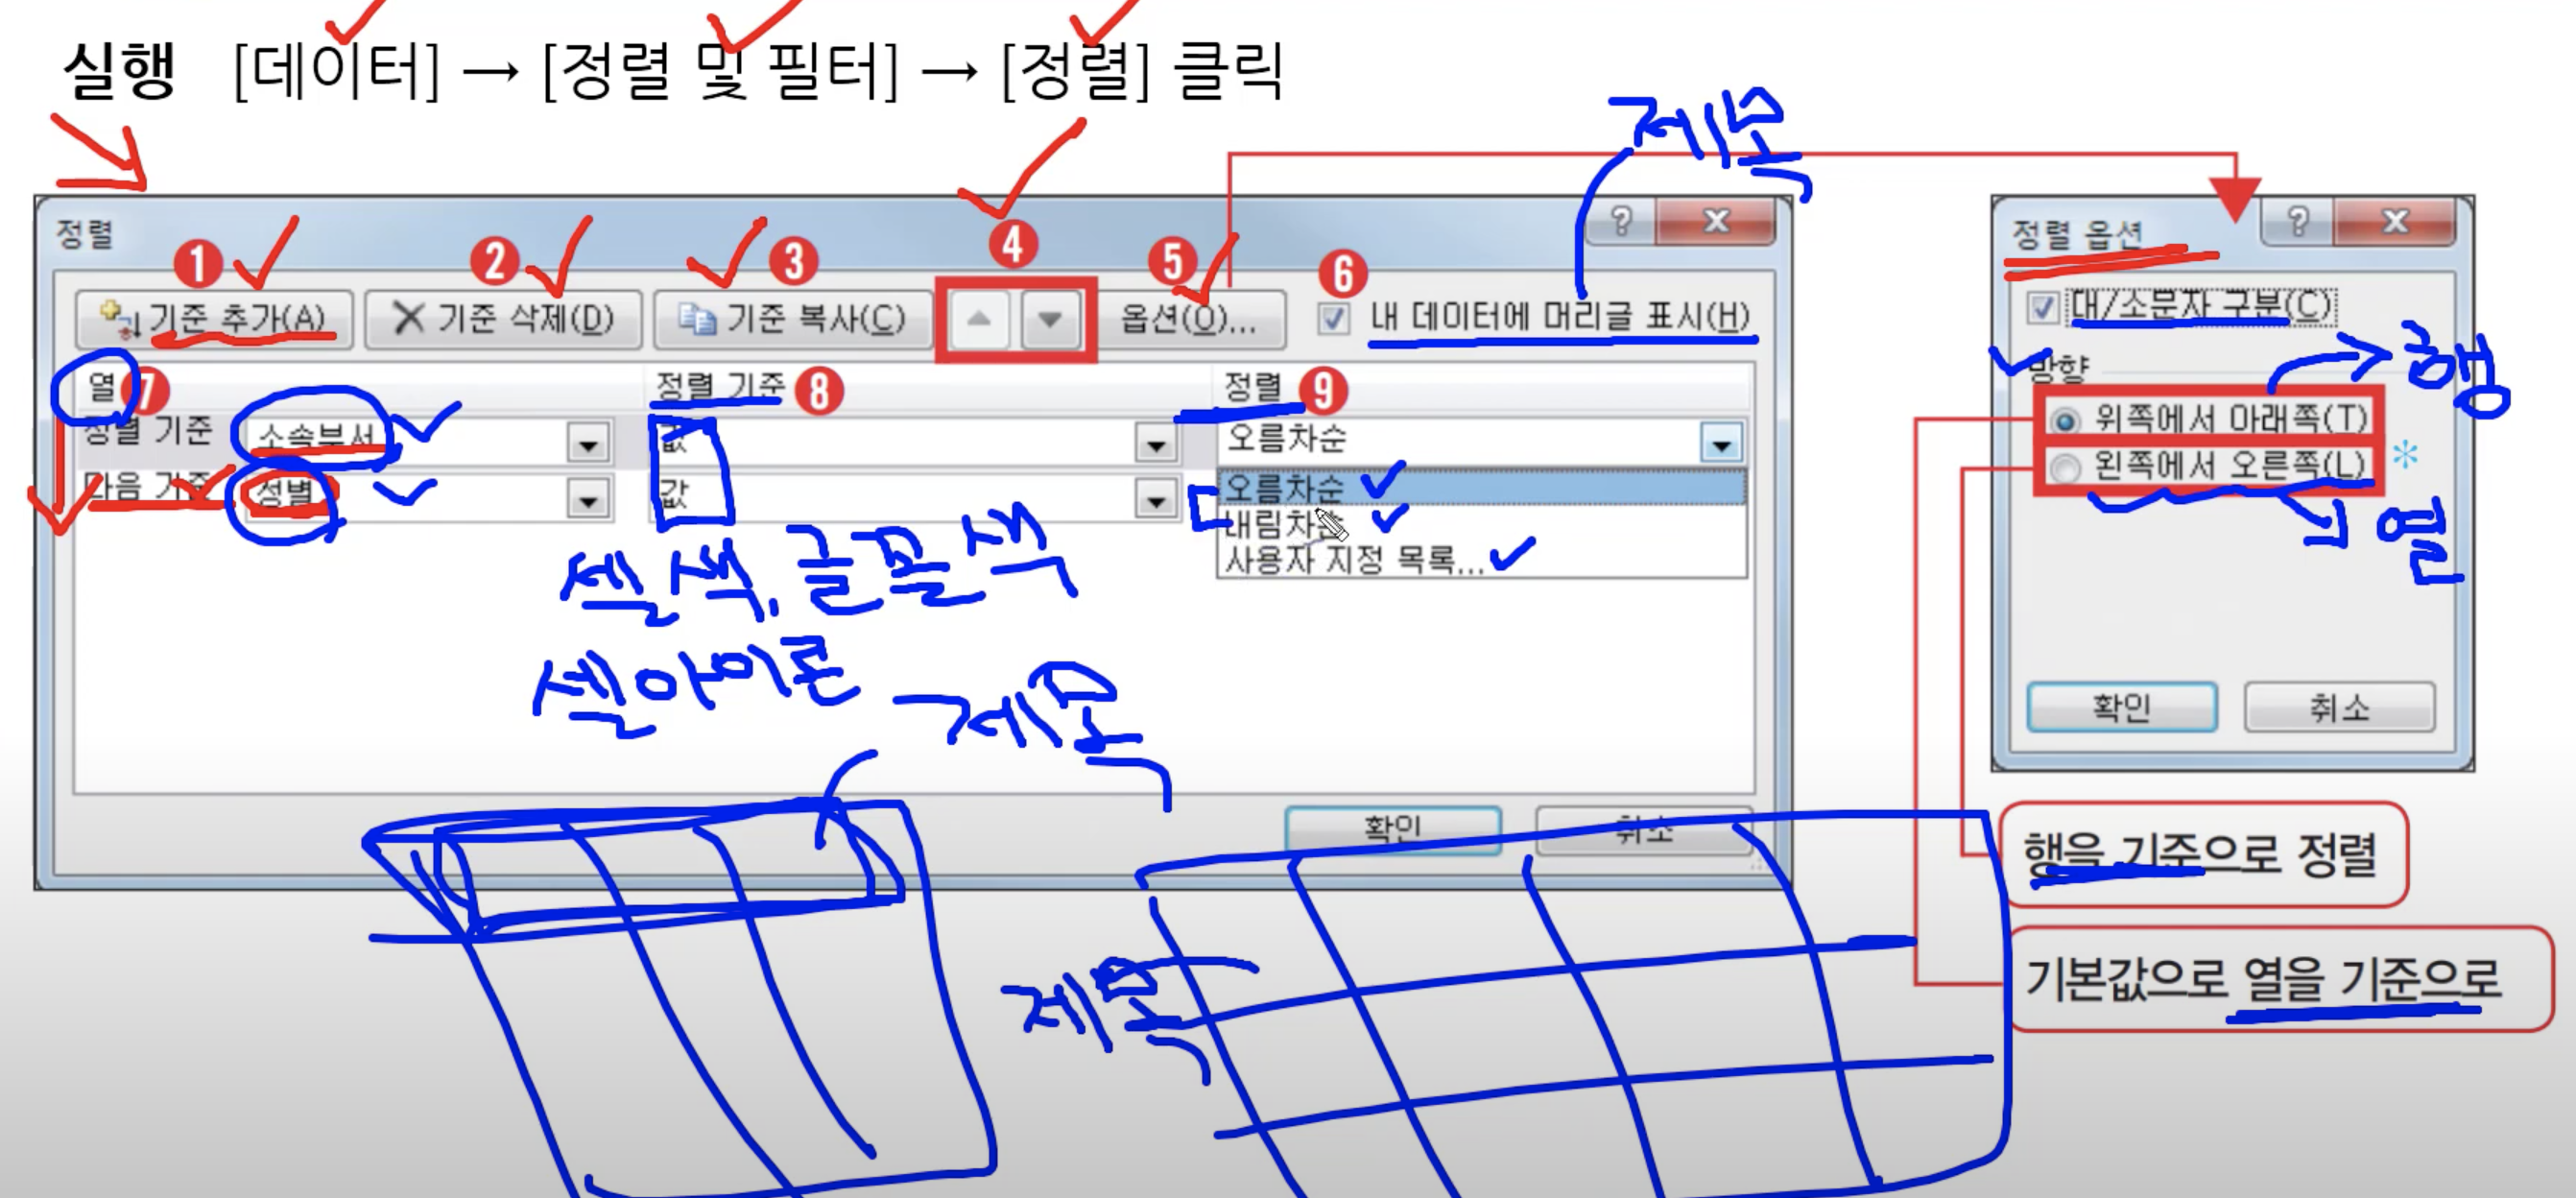 실행 [데이터] → [정렬 및 필터] → [정렬] 클릭
제목
정렬
① ② ③ ④ ⑤ ⑥
기준 추가(A) 기준 삭제(D) 기준 복사(C) 옵션(O)... 내 데이터에 머리글 표시(H)
열 ⑦ 정렬 기준 ⑧ 정렬 ⑨
정렬 기준 소속부서 값 오름차순
다음 기준 성별 값
오름차순
내림차순
사용자 지정 목록...
셀 색, 글꼴색
셀 아이콘
제목
확인 취소
제목
정렬 옵션
대/소문자 구분(C)
방향
위쪽에서 아래쪽(T)
행
왼쪽에서 오른쪽(L) *
열
확인 취소
행을 기준으로 정렬
기본값으로 열을 기준으로